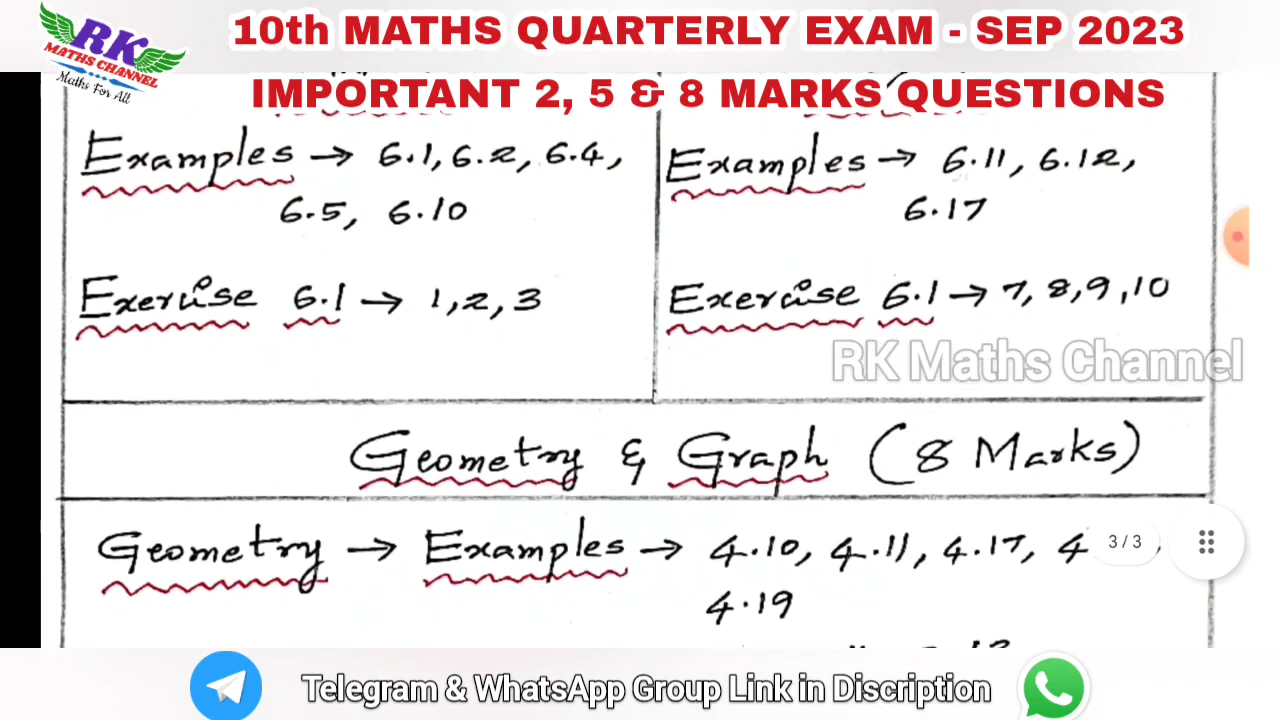 RK
MATHS CHANNEL
Maths For All
10th MATHS QUARTERLY EXAM - SEP 2023
IMPORTANT 2, 5 & 8 MARKS QUESTIONS
Examples → 6.1, 6.2, 6.4,
6.5, 6.10
Exercise 6.1 → 1, 2, 3
Examples → 6.11, 6.12,
6.17
Exercise 6.1 → 7, 8, 9, 10
RK Maths Channel
Geometry & Graph (8 Marks)
Geometry → Examples → 4.10, 4.11, 4.17, 4
4.19
3/3
Telegram & WhatsApp Group Link in Discription